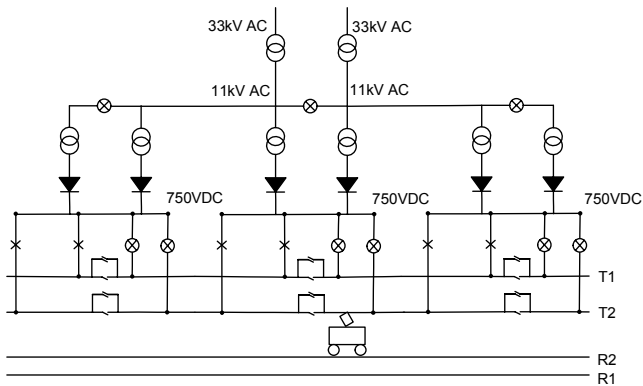 33kV AC 33kV AC
11kV AC 11kV AC
750VDC 750VDC 750VDC
T1
T2
R2
R1